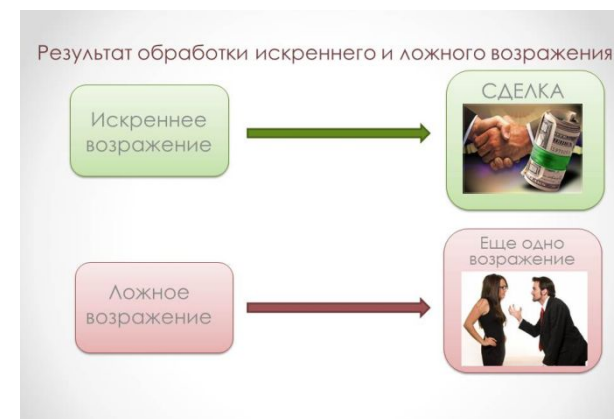 Результат обработки искреннего и ложного возражения
Искреннее
возражение
СДЕЛКА
Ложное
возражение
Еще одно
возражение